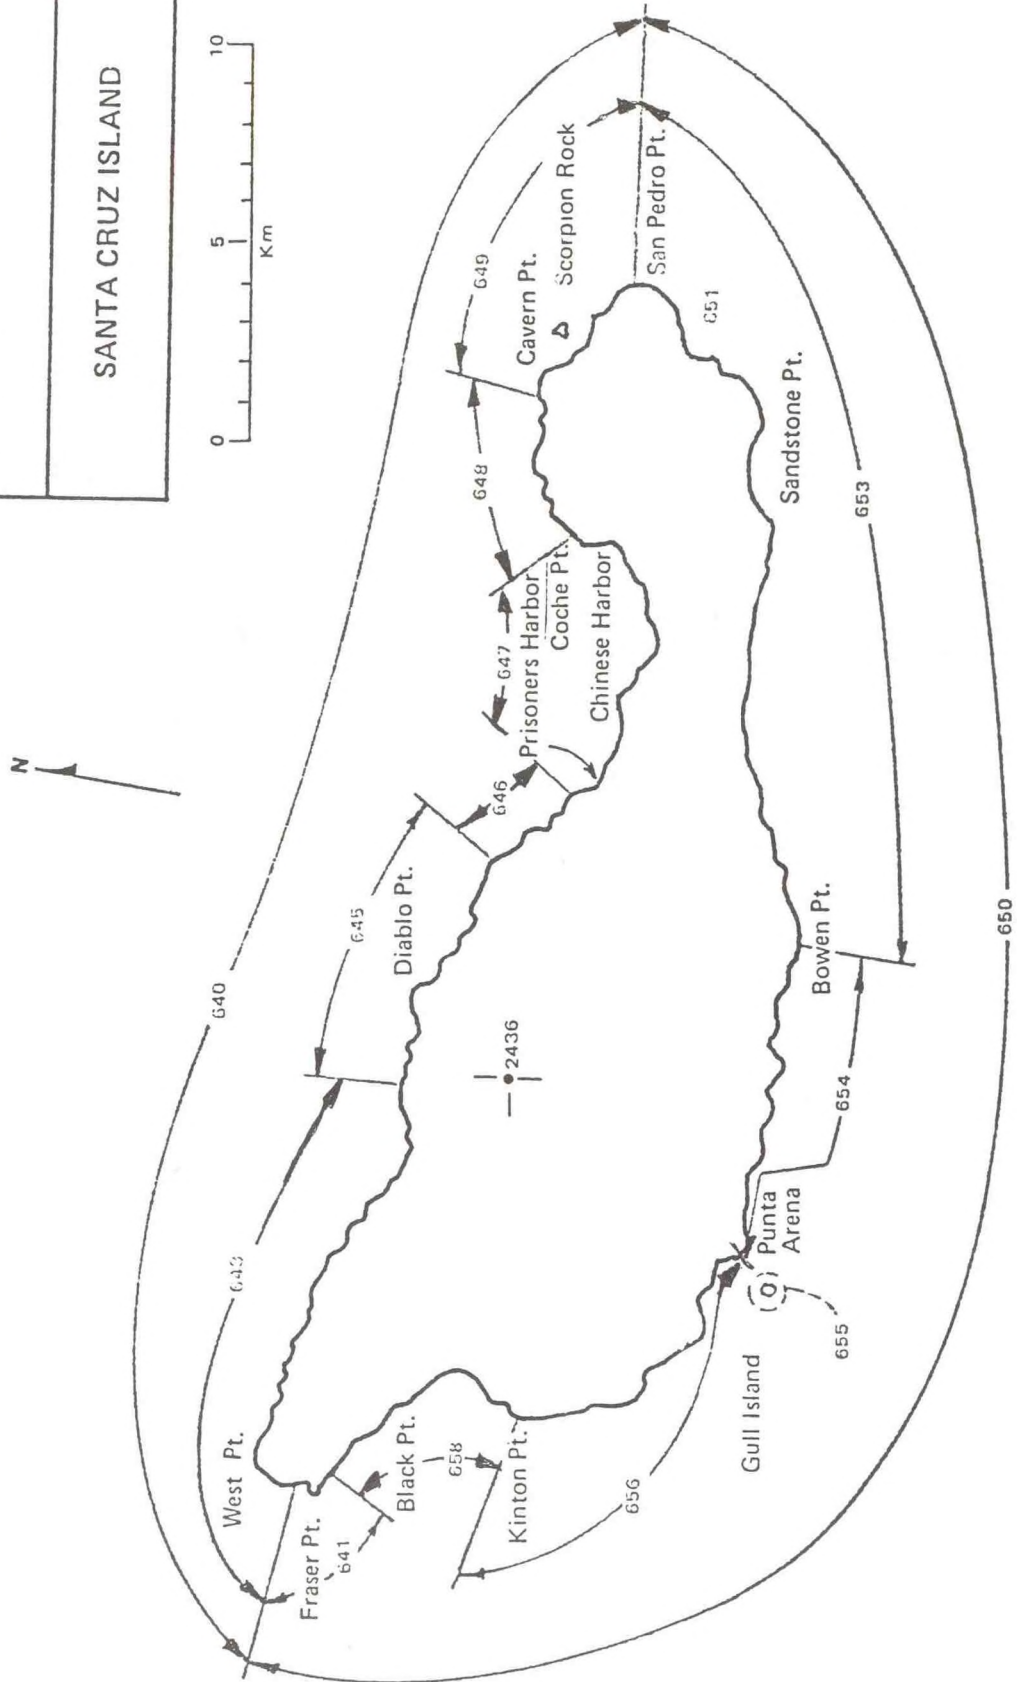 SANTA CRUZ ISLAND
0 5 10
Km
N
640
643
645
646
647
648
649
West Pt.
Fraser Pt.
641
Black Pt.
658
Kinton Pt.
656
Diablo Pt.
Prisoners Harbor
Coche Pt.
Chinese Harbor
Cavern Pt.
Scorpion Rock
San Pedro Pt.
651
Sandstone Pt.
653
2436
Bowen Pt.
654
Punta
Arena
Gull Island
655
650